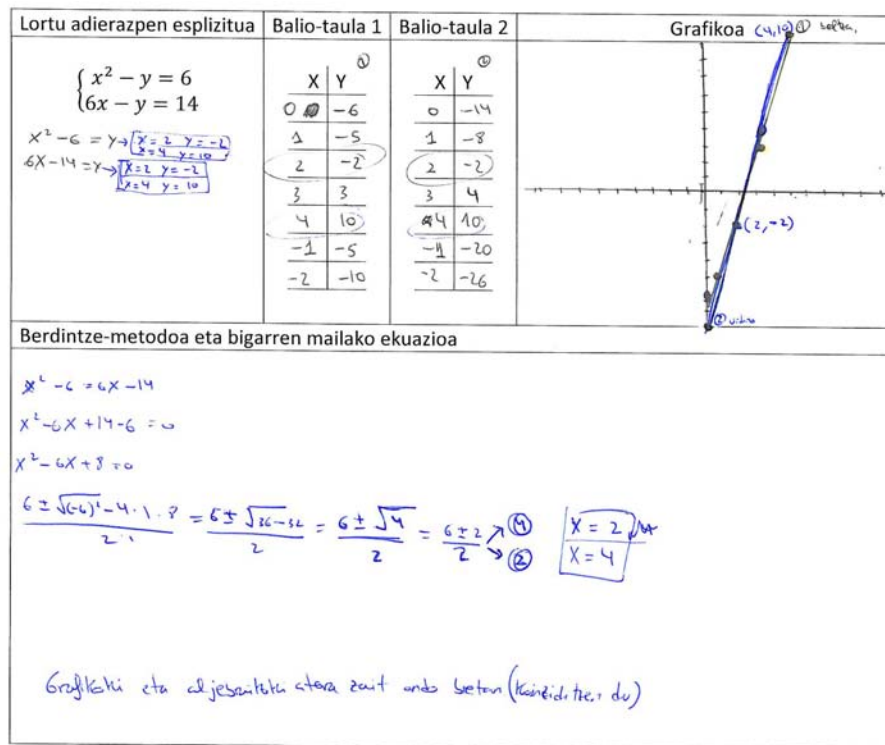 Lortu adierazpen esplizitua
Balio-taula 1
Balio-taula 2
Grafikoa (4,10) ①
{ x² − y = 6
6x − y = 14
x² − 6 = y → x = 2 y = −2
x = 4 y = 10
6x − 14 = y → x = 2 y = −2
x = 4 y = 10
①
X Y
0 −6
1 −5
2 −2
3 3
4 10
−1 −5
−2 −10
②
X Y
0 −14
1 −8
2 −2
3 4
4 10
−1 −20
−2 −26
(2,−2)
②
Berdintze-metodoa eta bigarren mailako ekuazioa
x² − 6 = 6x − 14
x² − 6x + 14 − 6 = 0
x² − 6x + 8 = 0
6 ± √(−6)² − 4 · 1 · 8 / 2·1 = 6 ± √36−32 / 2 = 6 ± √4 / 2 = 6 ± 2 / 2 → 4 → 2
x = 2
x = 4
Grafikoki eta aljebraikoki atera zait ondo betan (koinziditzen du)